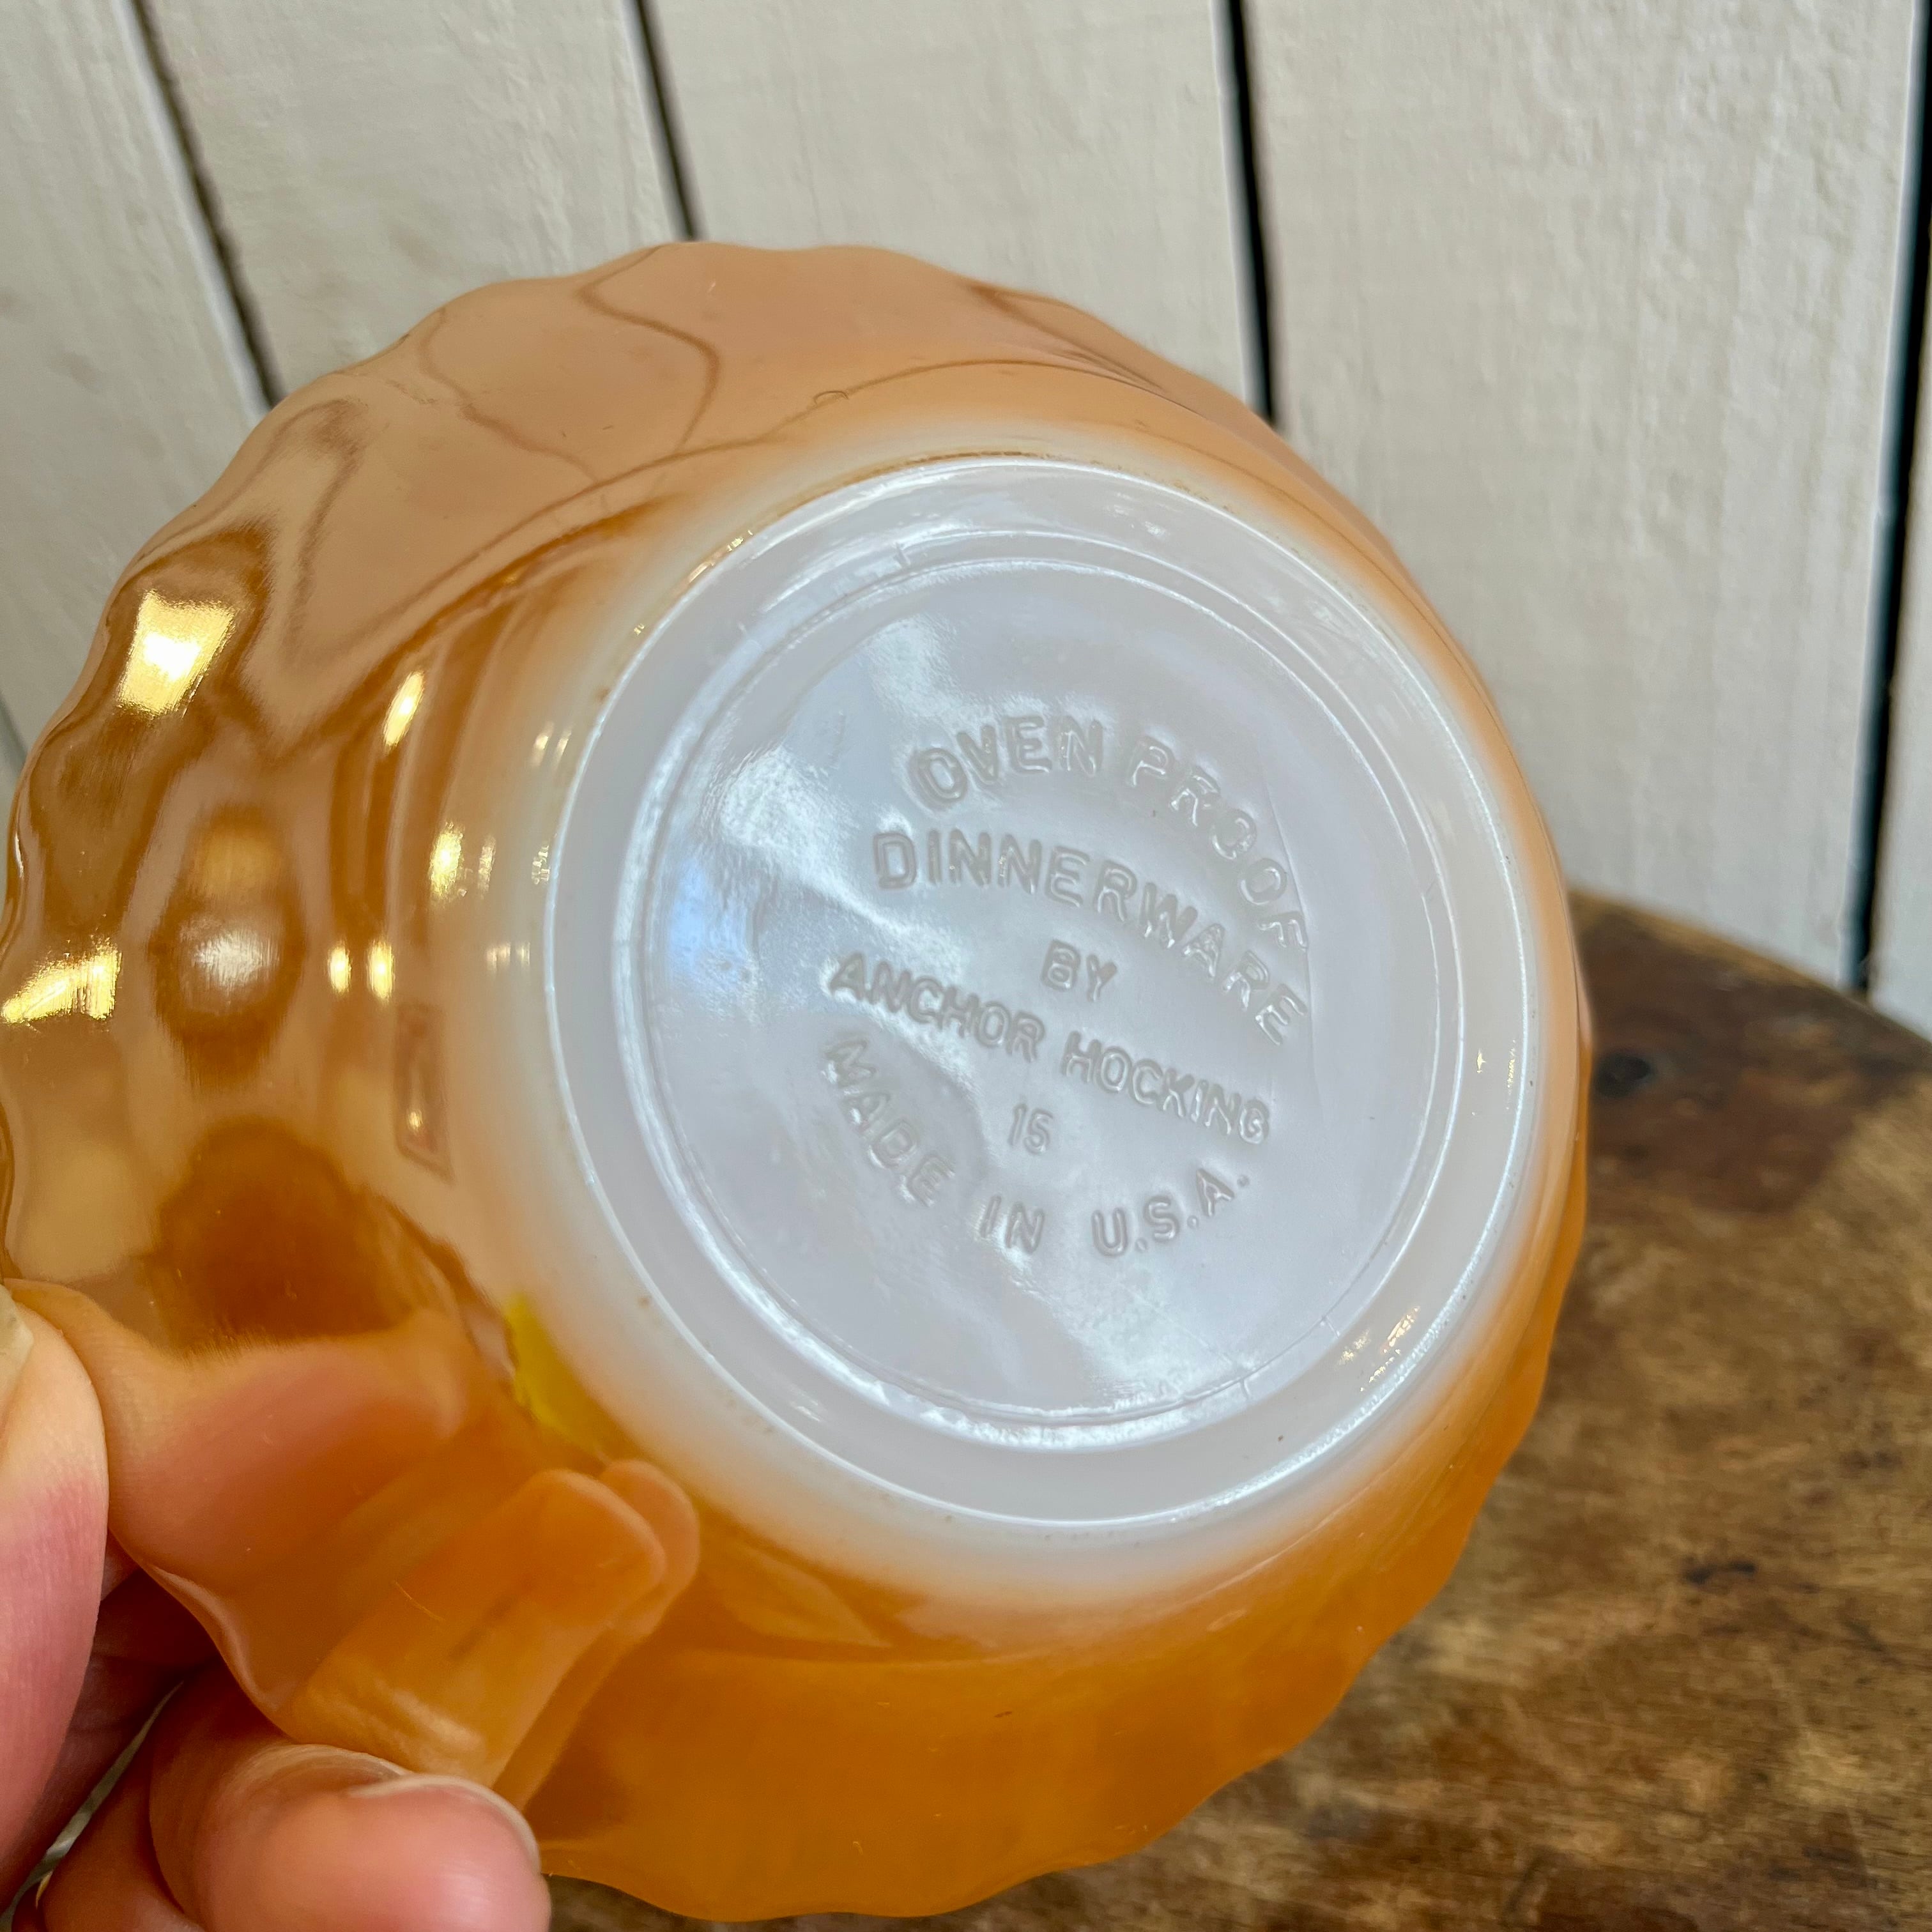 OVEN PROOF
DINNERWARE
BY
ANCHOR HOCKING
15
MADE IN U.S.A.